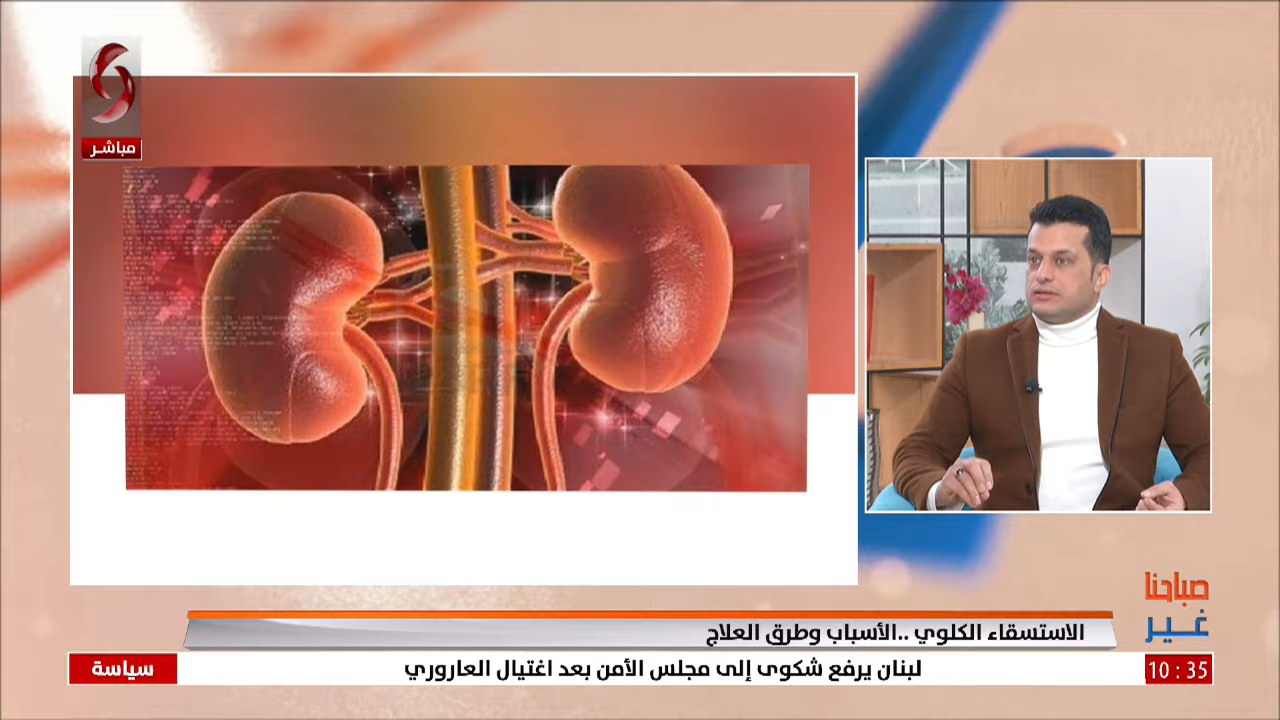 مباشر
صباحنا
غير
الاستسقاء الكلوي ..الأسباب وطرق العلاج
سياسة
لبنان يرفع شكوى إلى مجلس الأمن بعد اغتيال العاروري
10 : 35